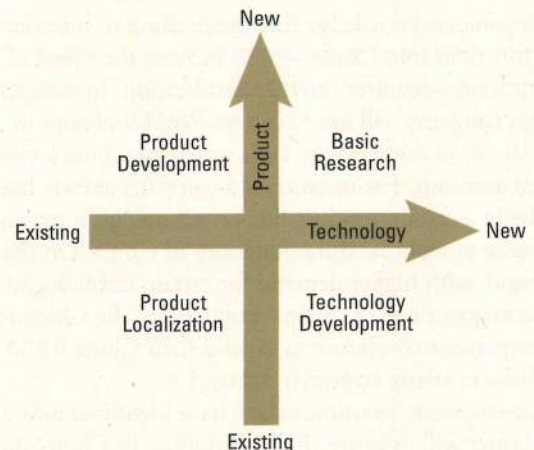 New
Product
Development
Basic
Research
Product
Existing
Technology
New
Product
Localization
Technology
Development
Existing